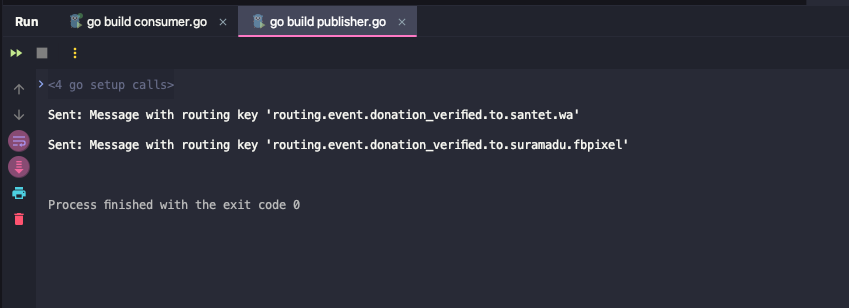 Run go build consumer.go × go build publisher.go ×
<4 go setup calls>
Sent: Message with routing key 'routing.event.donation_verified.to.santet.wa'
Sent: Message with routing key 'routing.event.donation_verified.to.suramadu.fbpixel'
Process finished with the exit code 0